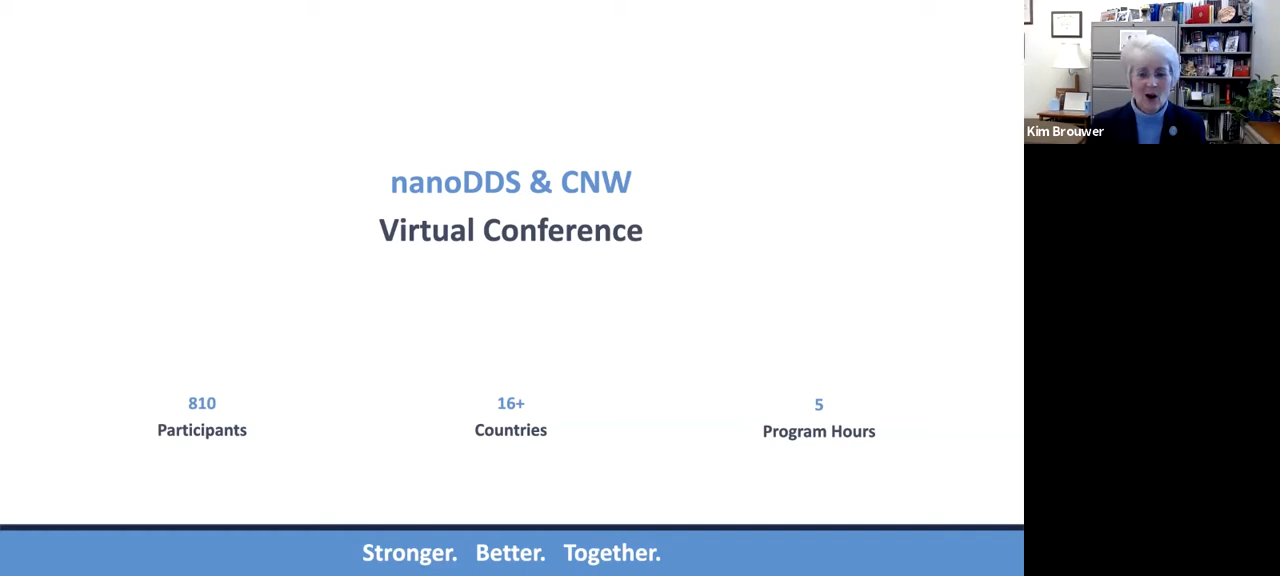 nanoDDS & CNW
Virtual Conference
810
Participants
16+
Countries
5
Program Hours
Stronger. Better. Together.
Kim Brouwer